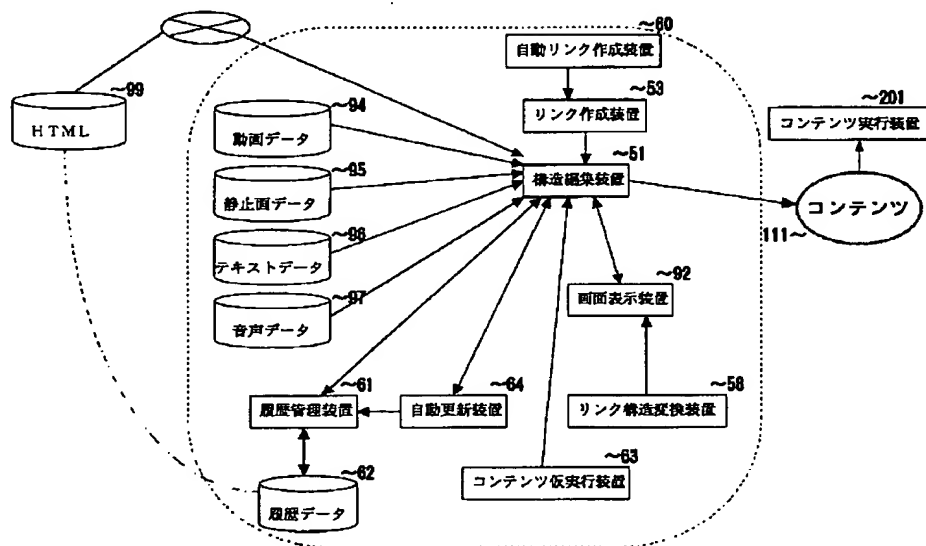 ~60
自動リンク作成装置
~99
HTML
~94
動画データ
~53
リンク作成装置
~201
コンテンツ実行装置
~51
構造編集装置
~95
静止画データ
コンテンツ
111~
~96
テキストデータ
~92
画面表示装置
~97
音声データ
~61
履歴管理装置
~64
自動更新装置
~58
リンク構造変換装置
~62
履歴データ
~63
コンテンツ仮実行装置